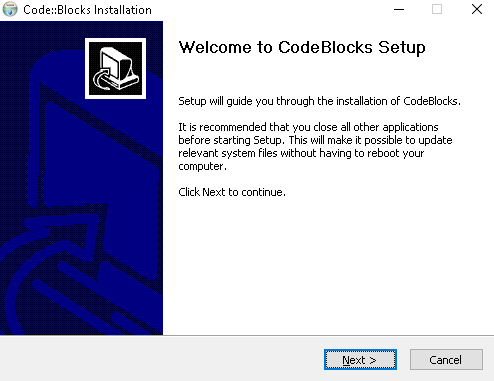 Code::Blocks Installation
Welcome to CodeBlocks Setup
Setup will guide you through the installation of CodeBlocks.
It is recommended that you close all other applications
before starting Setup. This will make it possible to update
relevant system files without having to reboot your
computer.
Click Next to continue.
Next >
Cancel